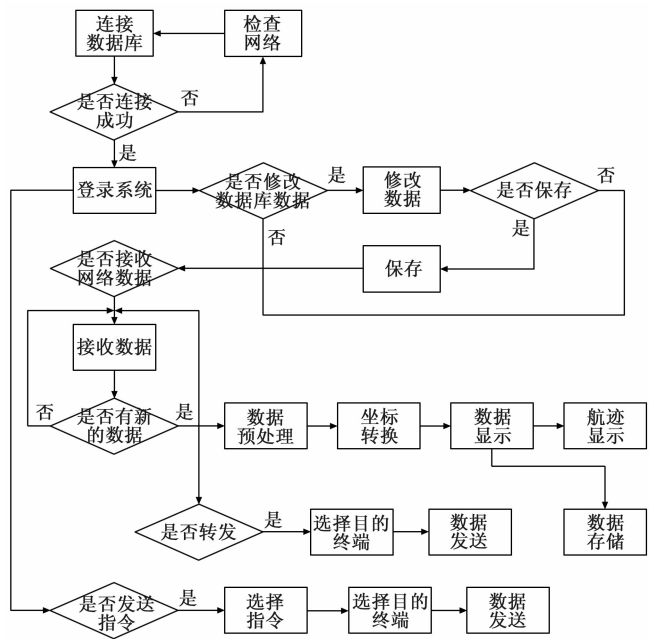 连接
数据库
检查
网络
是否连接
成功
否
是
登录系统
是否修改
数据库数据
是
修改
数据
是否保存
否
否
是
是否接收
网络数据
保存
接收数据
否
是否有新
的数据
是
数据
预处理
坐标
转换
数据
显示
航迹
显示
是否转发
是
选择目的
终端
数据
发送
数据
存储
是否发送
指令
是
选择
指令
选择目的
终端
数据
发送